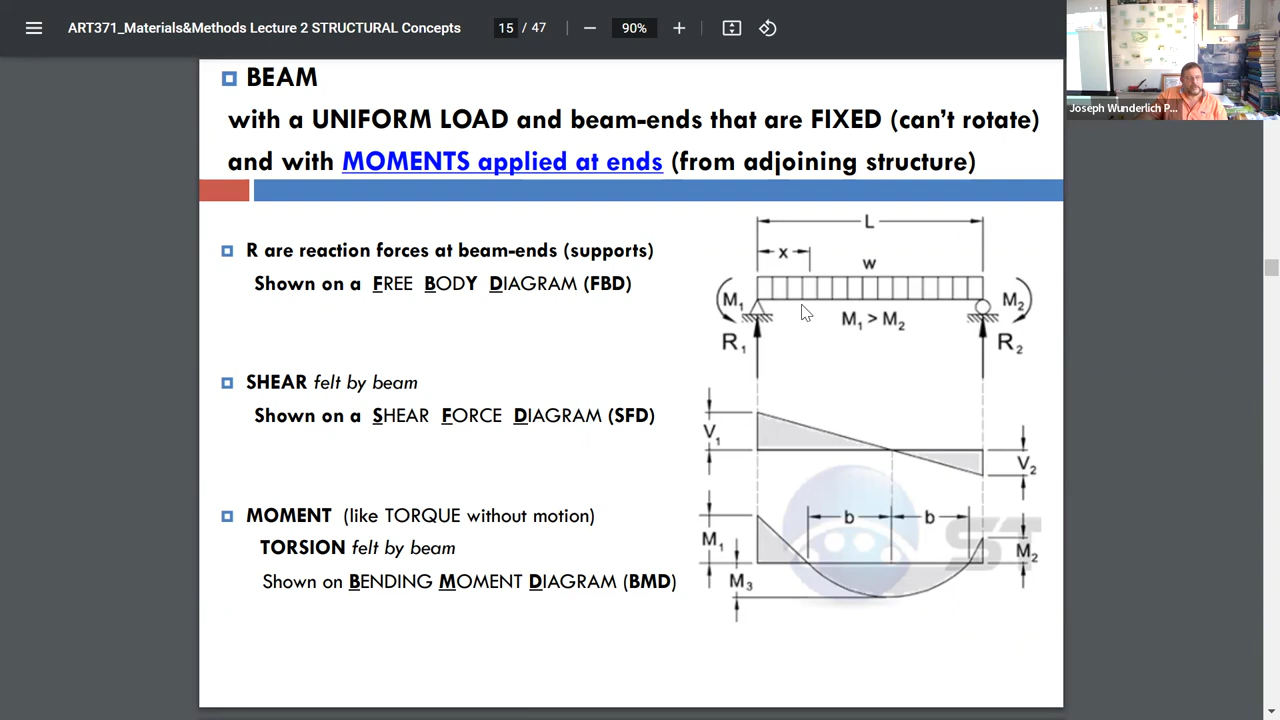 ART371_Materials&Methods Lecture 2 STRUCTURAL Concepts
15 / 47
90%
Joseph Wunderlich P...
BEAM
with a UNIFORM LOAD and beam-ends that are FIXED (can't rotate)
and with MOMENTS applied at ends (from adjoining structure)
R are reaction forces at beam-ends (supports)
Shown on a FREE BODY DIAGRAM (FBD)
SHEAR felt by beam
Shown on a SHEAR FORCE DIAGRAM (SFD)
MOMENT (like TORQUE without motion)
TORSION felt by beam
Shown on BENDING MOMENT DIAGRAM (BMD)
L
x
w
M1
M2
M1 > M2
R1
R2
V1
V2
b
b
ST
M1
M2
M3